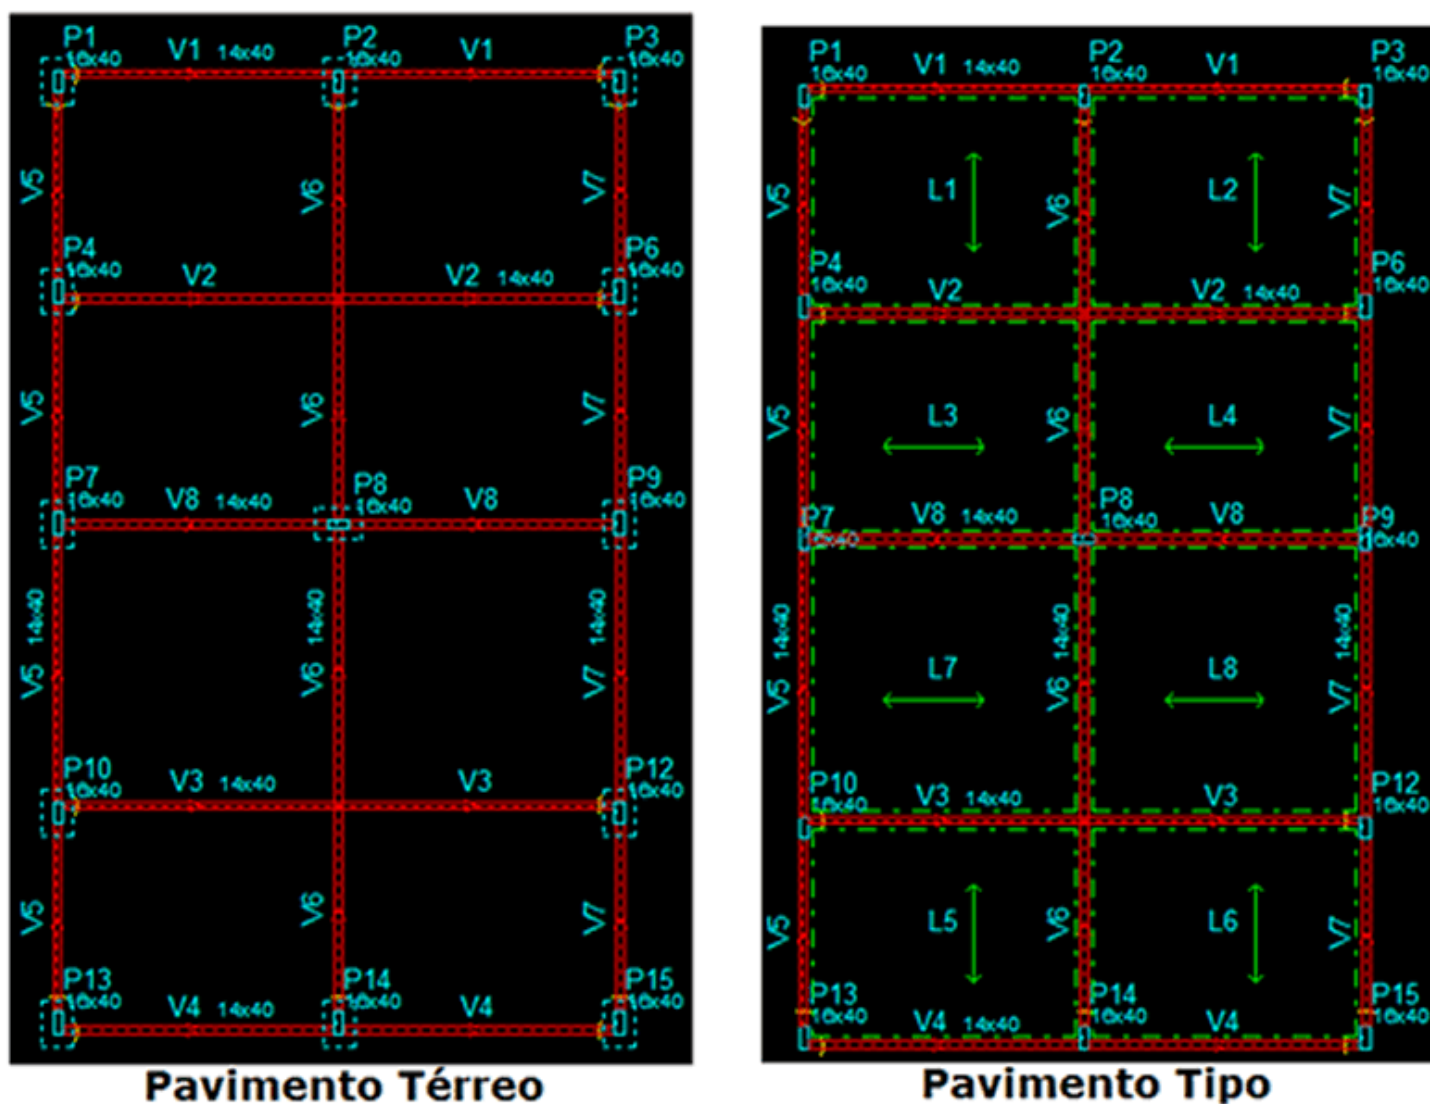 P1 P2 P3
16x40 V1 14x40 16x40 V1 16x40
V5 V6 V7
P4 P6
16x40 V2 V2 14x40 16x40
V5 V6 V7
P7 P8 P9
16x40 V8 14x40 16x40 V8 16x40
14x40 14x40 14x40
V5 V6 V7
P10 P12
16x40 V3 14x40 V3 16x40
V5 V6 V7
P13 P14 P15
16x40 V4 14x40 16x40 V4 16x40
Pavimento Térreo
P1 P2 P3
16x40 V1 14x40 16x40 V1 16x40
V5 L1 V6 L2 V7
P4 P6
16x40 V2 V2 14x40 16x40
V5 L3 V6 L4 V7
P7 P8 P9
16x40 V8 14x40 16x40 V8 16x40
14x40 14x40 14x40
V5 L7 V6 L8 V7
P10 P12
16x40 V3 14x40 V3 16x40
V5 L5 V6 L6 V7
P13 P14 P15
16x40 V4 14x40 16x40 V4 16x40
Pavimento Tipo